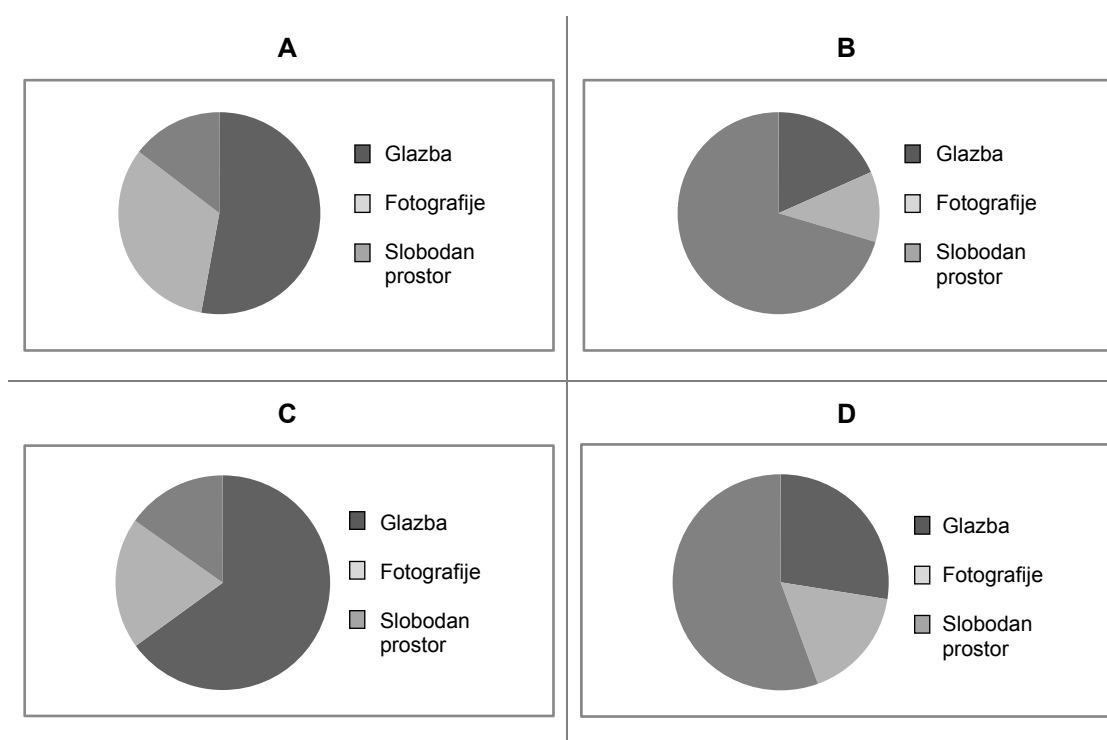 A
Glazba
Fotografije
Slobodan
prostor
B
Glazba
Fotografije
Slobodan
prostor
C
Glazba
Fotografije
Slobodan
prostor
D
Glazba
Fotografije
Slobodan
prostor